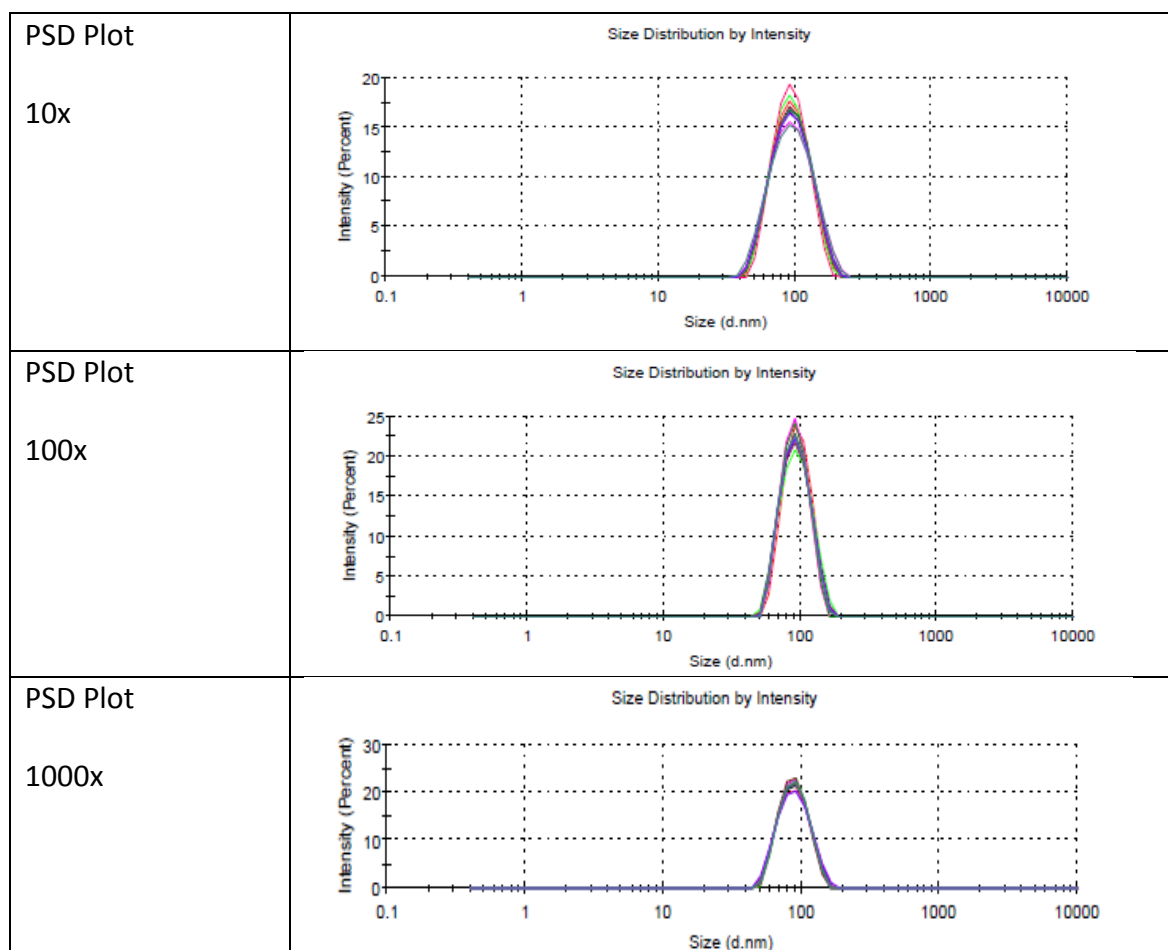 PSD Plot
10x
Size Distribution by Intensity
Intensity (Percent)
20
15
10
5
0
0.1 1 10 100 1000 10000
Size (d.nm)
PSD Plot
100x
Size Distribution by Intensity
Intensity (Percent)
25
20
15
10
5
0
0.1 1 10 100 1000 10000
Size (d.nm)
PSD Plot
1000x
Size Distribution by Intensity
Intensity (Percent)
30
20
10
0
0.1 1 10 100 1000 10000
Size (d.nm)